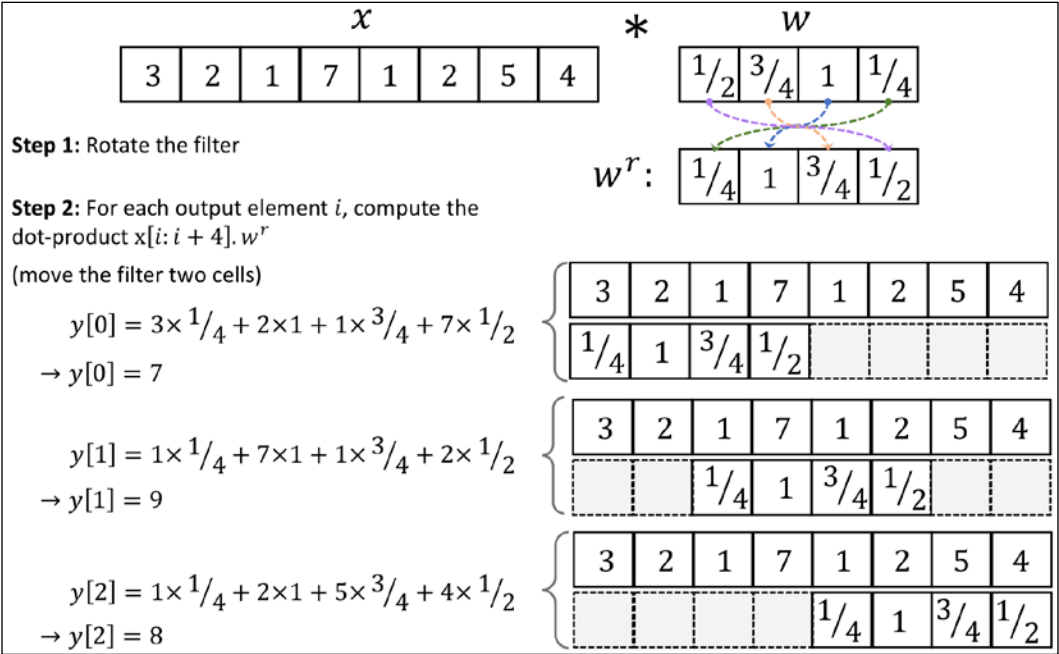 x * w
3 2 1 7 1 2 5 4
1/2 3/4 1 1/4
Step 1: Rotate the filter
wʳ: 1/4 1 3/4 1/2
Step 2: For each output element i, compute the
dot-product x[i: i + 4]. wʳ
(move the filter two cells)
3 2 1 7 1 2 5 4
y[0] = 3× 1/4 + 2×1 + 1× 3/4 + 7× 1/2
1/4 1 3/4 1/2
→ y[0] = 7
3 2 1 7 1 2 5 4
y[1] = 1× 1/4 + 7×1 + 1× 3/4 + 2× 1/2
1/4 1 3/4 1/2
→ y[1] = 9
3 2 1 7 1 2 5 4
y[2] = 1× 1/4 + 2×1 + 5× 3/4 + 4× 1/2
1/4 1 3/4 1/2
→ y[2] = 8